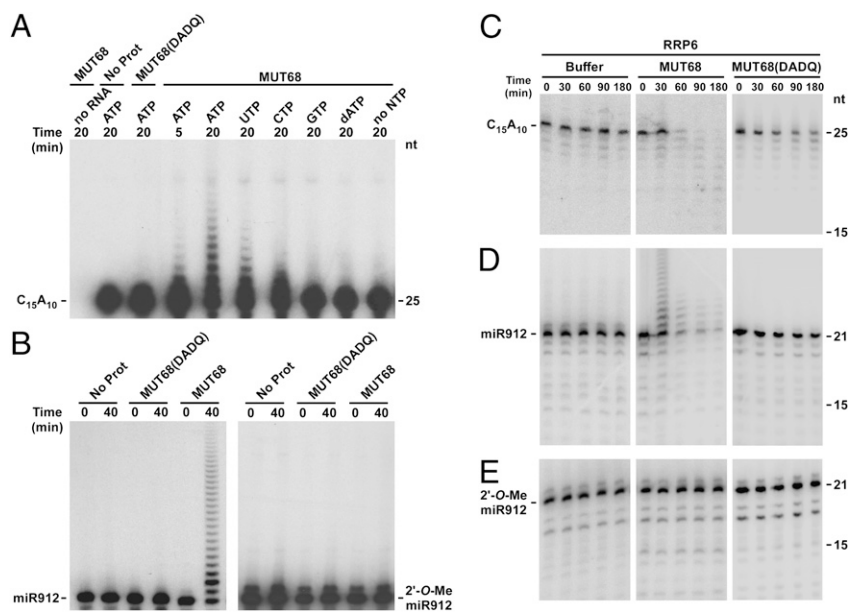 A
MUT68
No Prot
MUT68(DADQ)
MUT68
no RNA
ATP
ATP
ATP
ATP
UTP
CTP
GTP
dATP
no NTP
Time (min) 20 20 20 5 20 20 20 20 20 20 nt
C15A10 -
- 25
B
No Prot
MUT68(DADQ)
MUT68
No Prot
MUT68(DADQ)
MUT68
Time (min) 0 40 0 40 0 40 0 40 0 40 0 40
miR912 -
- 2'-O-Me miR912
C
RRP6
Buffer MUT68 MUT68(DADQ)
Time (min) 0 30 60 90 180 0 30 60 90 180 0 30 60 90 180 nt
C15A10 -
- 25
- 15
D
miR912 -
- 21
- 15
E
2'-O-Me miR912 -
- 21
- 15